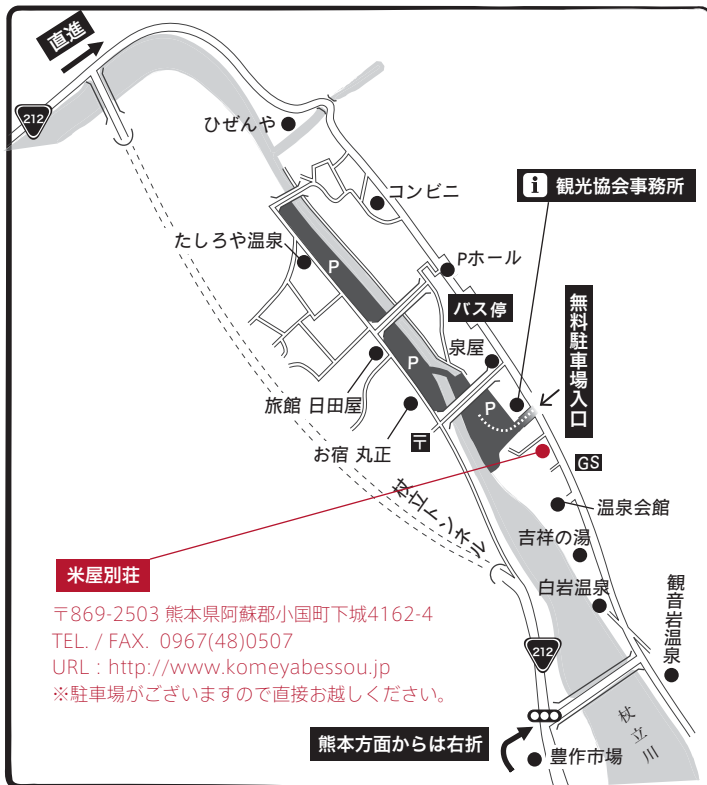 直進
212
ひぜんや
コンビニ
i 観光協会事務所
たしろや温泉
P
Pホール
バス停
無料駐車場入口
泉屋
P
P
旅館 日田屋
お宿 丸正
〒
GS
杖立トンネル
温泉会館
吉祥の湯
白岩温泉
観音岩温泉
米屋別荘
〒869-2503 熊本県阿蘇郡小国町下城4162-4
TEL. / FAX. 0967(48)0507
URL : http://www.komeyabessou.jp
※駐車場がございますので直接お越しください。
212
杖立川
熊本方面からは右折
豊作市場